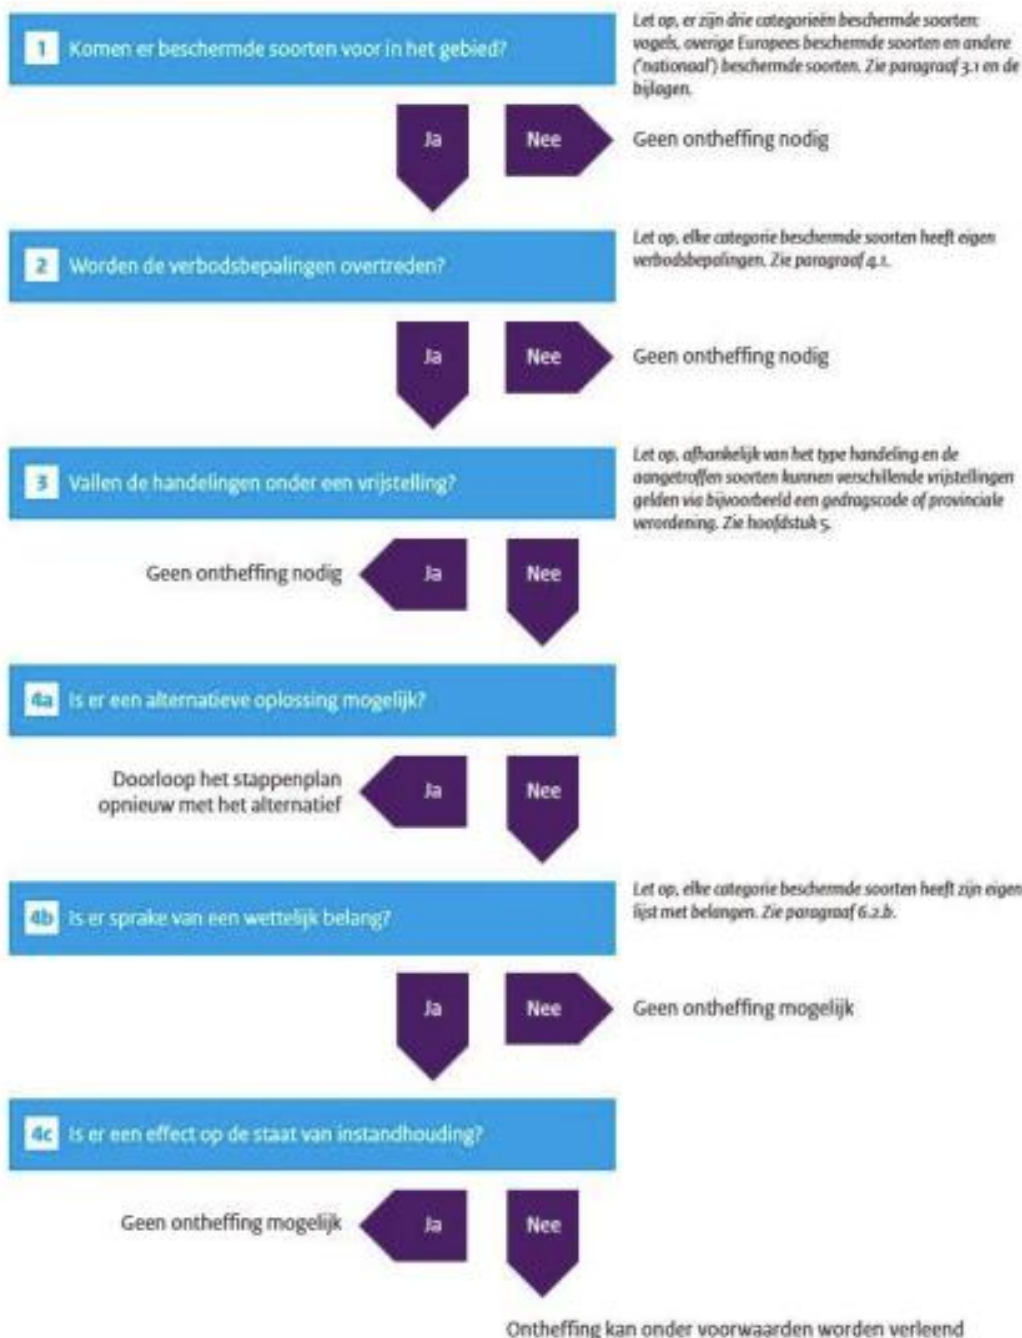 1 Komen er beschermde soorten voor in het gebied?
Let op, er zijn drie categorieën beschermde soorten:
vogels, overige Europees beschermde soorten en andere
('nationaal') beschermde soorten. Zie paragraaf 3.1 en de
bijlagen.
Ja
Nee
Geen ontheffing nodig
2 Worden de verbodsbepalingen overtreden?
Let op, elke categorie beschermde soorten heeft eigen
verbodsbepalingen. Zie paragraaf 4.1.
Ja
Nee
Geen ontheffing nodig
3 Vallen de handelingen onder een vrijstelling?
Let op, afhankelijk van het type handeling en de
aangetroffen soorten kunnen verschillende vrijstellingen
gelden via bijvoorbeeld een gedragscode of provinciale
verordening. Zie hoofdstuk 5.
Geen ontheffing nodig
Ja
Nee
4a Is er een alternatieve oplossing mogelijk?
Doorloop het stappenplan
opnieuw met het alternatief
Ja
Nee
4b Is er sprake van een wettelijk belang?
Let op, elke categorie beschermde soorten heeft zijn eigen
lijst met belangen. Zie paragraaf 6.2.b.
Ja
Nee
Geen ontheffing mogelijk
4c Is er een effect op de staat van instandhouding?
Geen ontheffing mogelijk
Ja
Nee
Ontheffing kan onder voorwaarden worden verleend